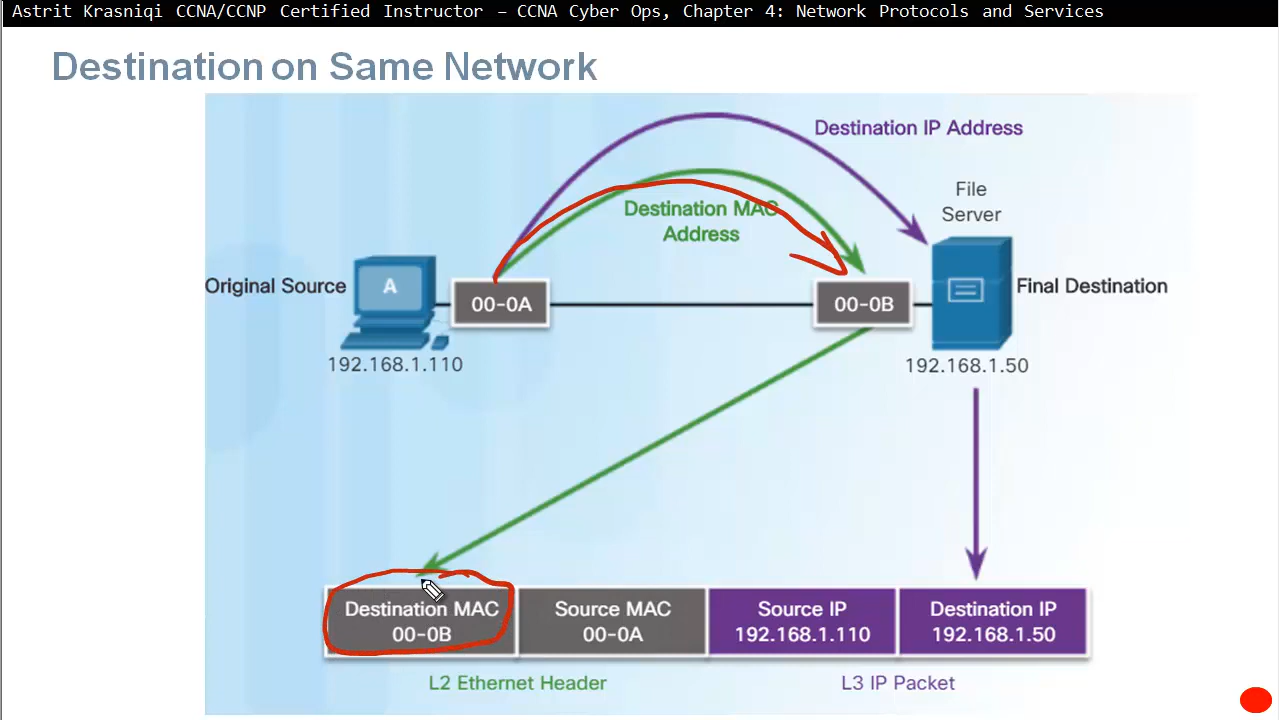 Astrit Krasniqi CCNA/CCNP Certified Instructor – CCNA Cyber Ops, Chapter 4: Network Protocols and Services
Destination on Same Network
Destination IP Address
File
Server
Destination MAC
Address
Original Source
A
00-0A
00-0B
Final Destination
192.168.1.110
192.168.1.50
Destination MAC
00-0B
Source MAC
00-0A
Source IP
192.168.1.110
Destination IP
192.168.1.50
L2 Ethernet Header
L3 IP Packet